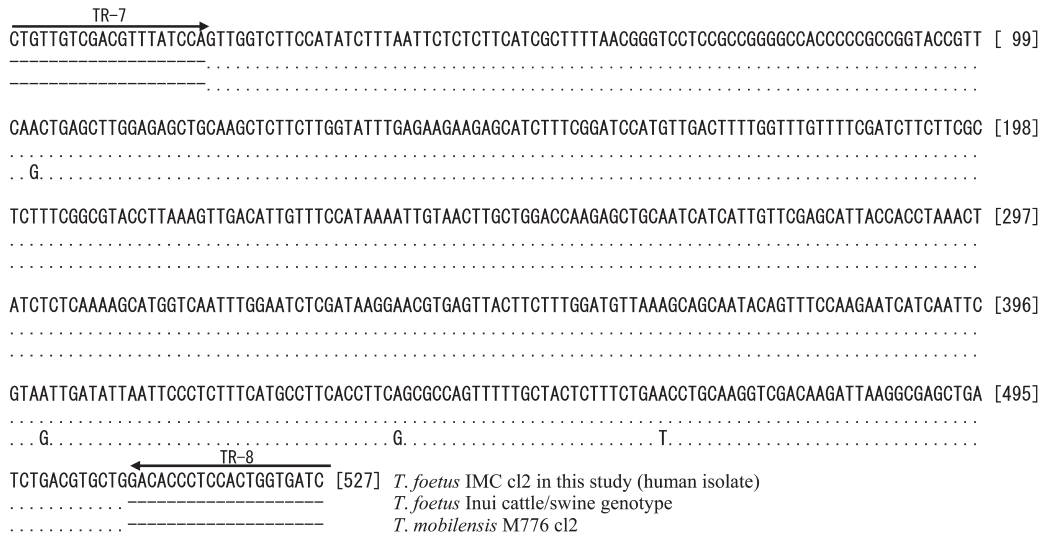 TR-7
CTGTTGTCGACGTTTATCCAGTTGGTCTTCCATATCTTTAATTCTCTCTTCATCGCTTTTAACGGGTCCTCCGCCGGGGCCACCCCCGCCGGTACCGTT [ 99]
--------------------...............................................................................
--------------------...............................................................................
CAACTGAGCTTGGAGAGCTGCAAGCTCTTCTTGGTATTTGAGAAGAAGAGCATCTTTCGGATCCATGTTGACTTTTGGTTTGTTTTCGATCTTCTTCGC [198]
...................................................................................................
..G................................................................................................
TCTTTCGGCGTACCTTAAAGTTGACATTGTTTCCATAAAATTGTAACTTGCTGGACCAAGAGCTGCAATCATCATTGTTCGAGCATTACCACCTAAACT [297]
...................................................................................................
...................................................................................................
ATCTCTCAAAAGCATGGTCAATTTGGAATCTCGATAAGGAACGTGAGTTACTTCTTTGGATGTTAAAGCAGCAATACAGTTTCCAAGAATCATCAATTC [396]
...................................................................................................
...................................................................................................
GTAATTGATATTAATTCCCTCTTTCATGCCTTCACCTTCAGCGCCAGTTTTTGCTACTCTTTCTGAACCTGCAAGGTCGACAAGATTAAGGCGAGCTGA [495]
...................................................................................................
...G...................................G..........................T................................
TR-8
TCTGACGTGCTGGACACCCTCCACTGGTGATC [527] T. foetus IMC cl2 in this study (human isolate)
............-------------------- T. foetus Inui cattle/swine genotype
............-------------------- T. mobilensis M776 cl2